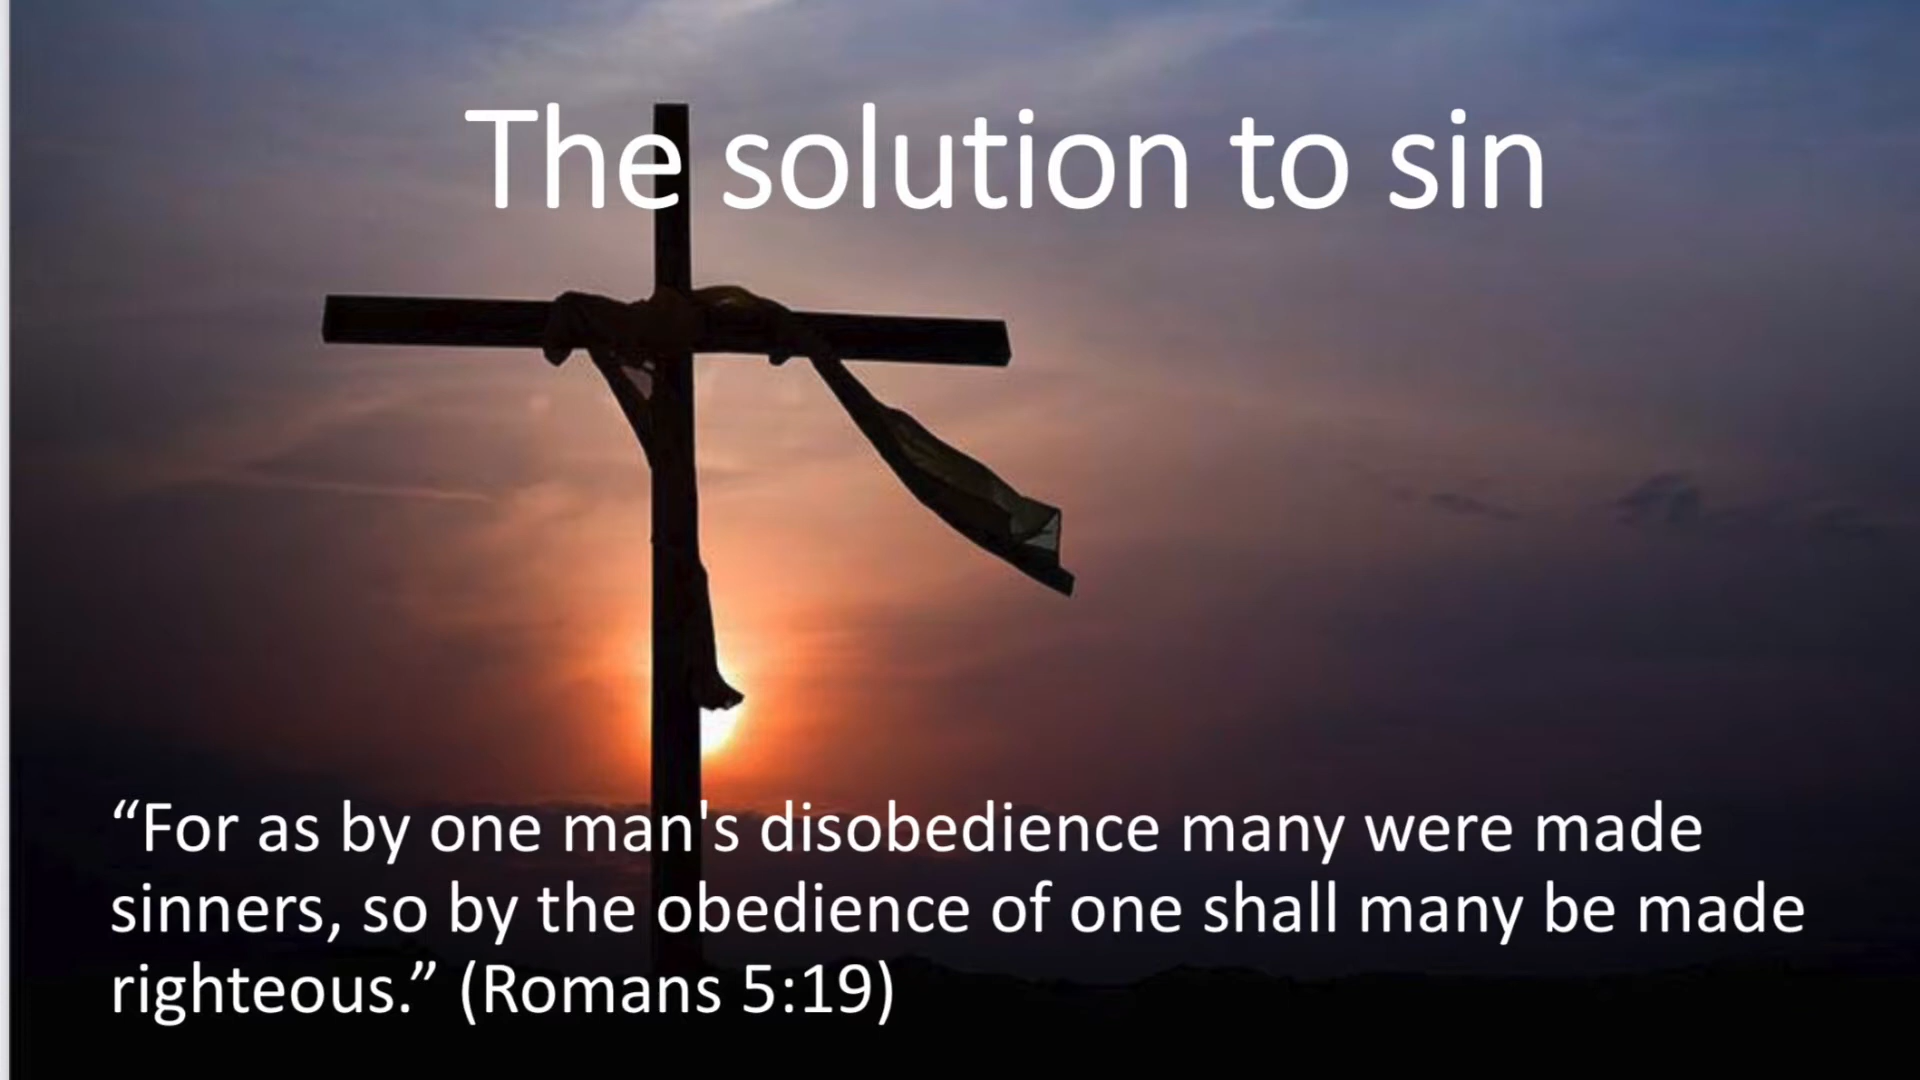 The solution to sin
“For as by one man's disobedience many were made
sinners, so by the obedience of one shall many be made
righteous.” (Romans 5:19)